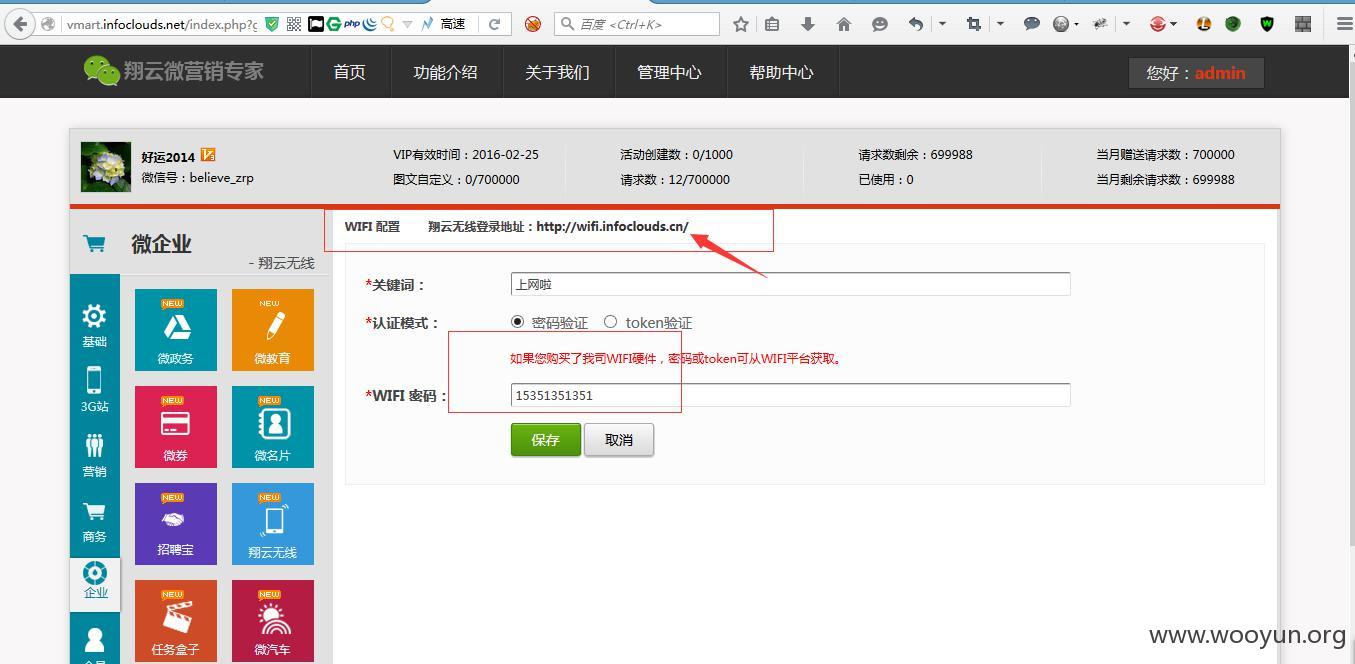 vmart.infoclouds.net/index.php?g
php
高速
百度 <Ctrl+K>
翔云微营销专家
首页
功能介绍
关于我们
管理中心
帮助中心
您好：admin
好运2014
微信号：believe_zrp
VIP有效时间：2016-02-25
图文自定义：0/700000
活动创建数：0/1000
请求数：12/700000
请求数剩余：699988
已使用：0
当月赠送请求数：700000
当月剩余请求数：699988
微企业
- 翔云无线
基础
3G站
营销
商务
企业
会员
NEW
微政务
NEW
微教育
NEW
微券
NEW
微名片
NEW
招聘宝
NEW
翔云无线
NEW
任务盒子
NEW
微汽车
WIFI 配置 翔云无线登录地址：http://wifi.infoclouds.cn/
*关键词：
上网啦
*认证模式：
密码验证 token验证
如果您购买了我司WIFI硬件，密码或token可从WIFI平台获取。
*WIFI 密码：
15351351351
保存
取消
www.wooyun.org